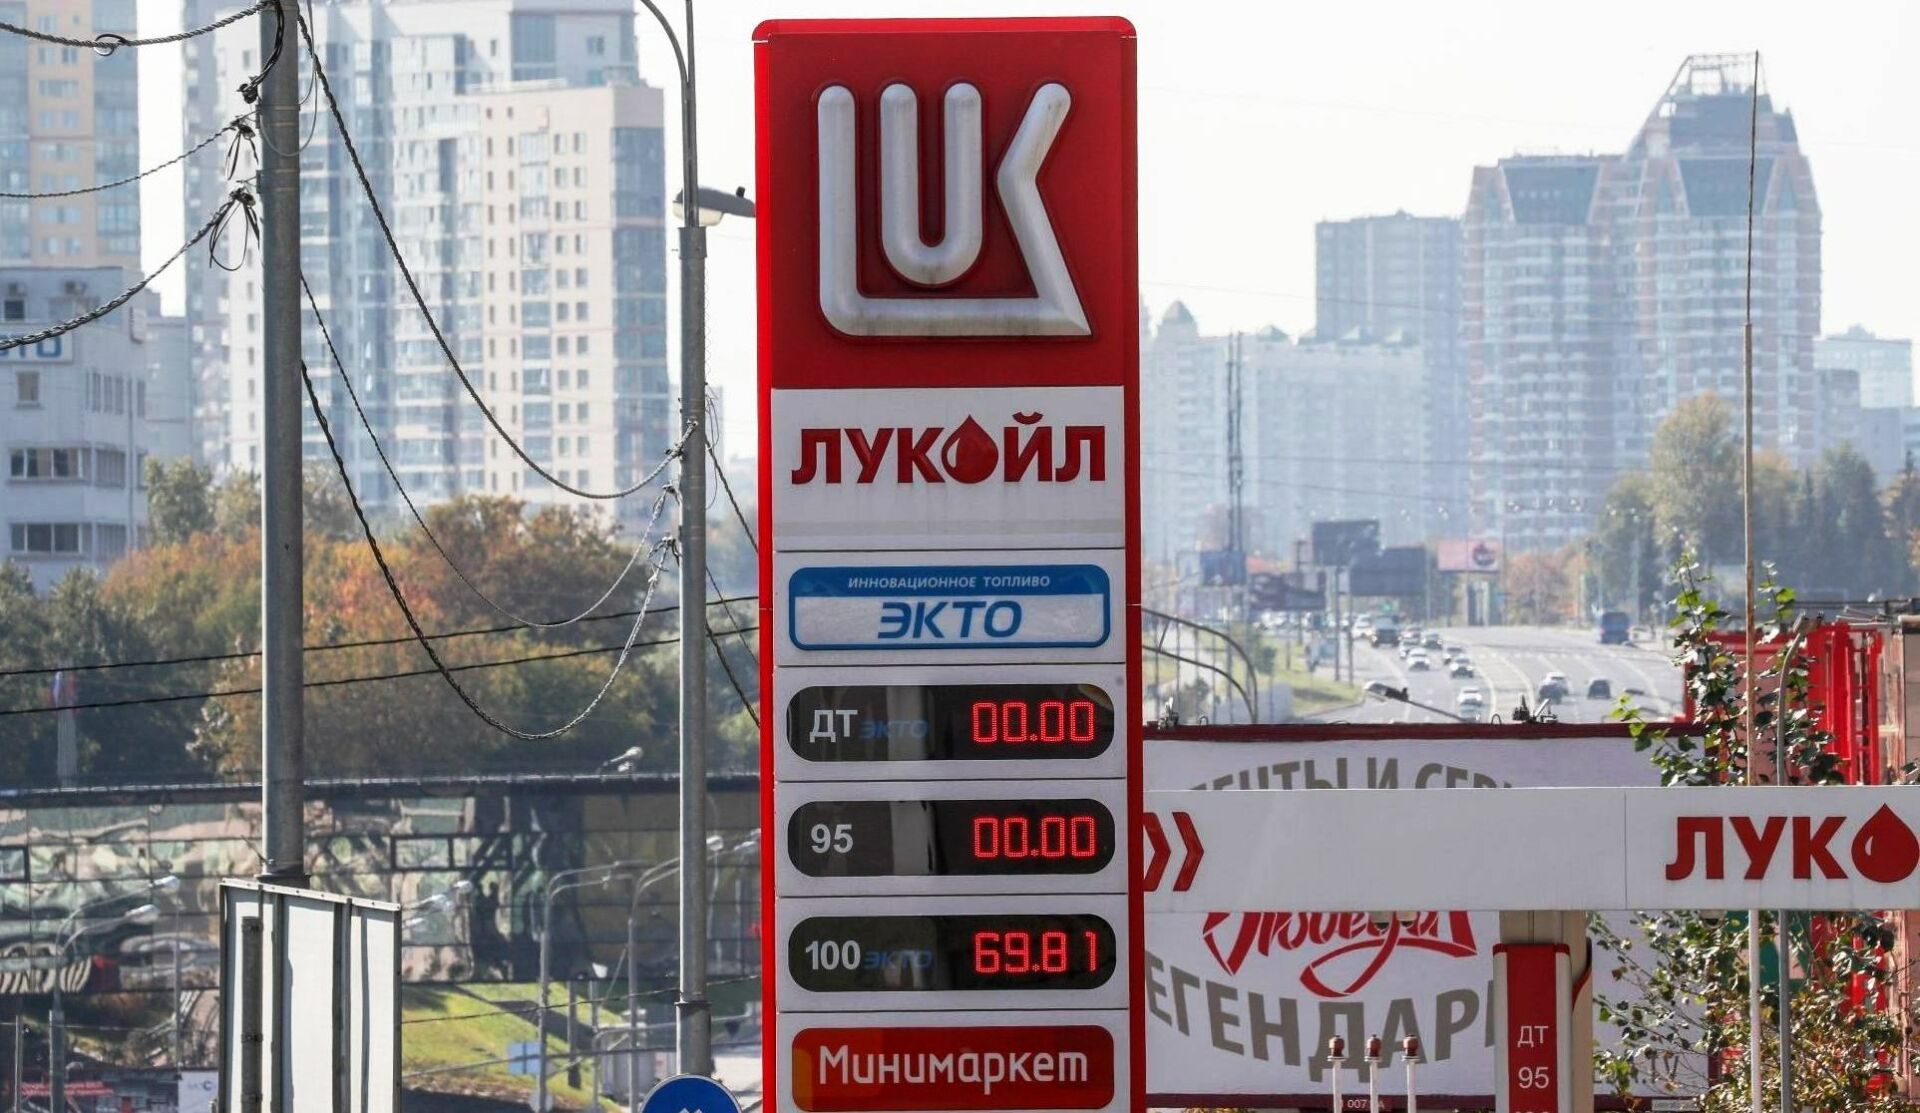 LUK
ЛУКОЙЛ
ИННОВАЦИОННОЕ ТОПЛИВО
ЭКТО
ДТ ЭКТО 00.00
95 00.00
100 ЭКТО 69.81
Минимаркет
ЛУКО
ДТ
95